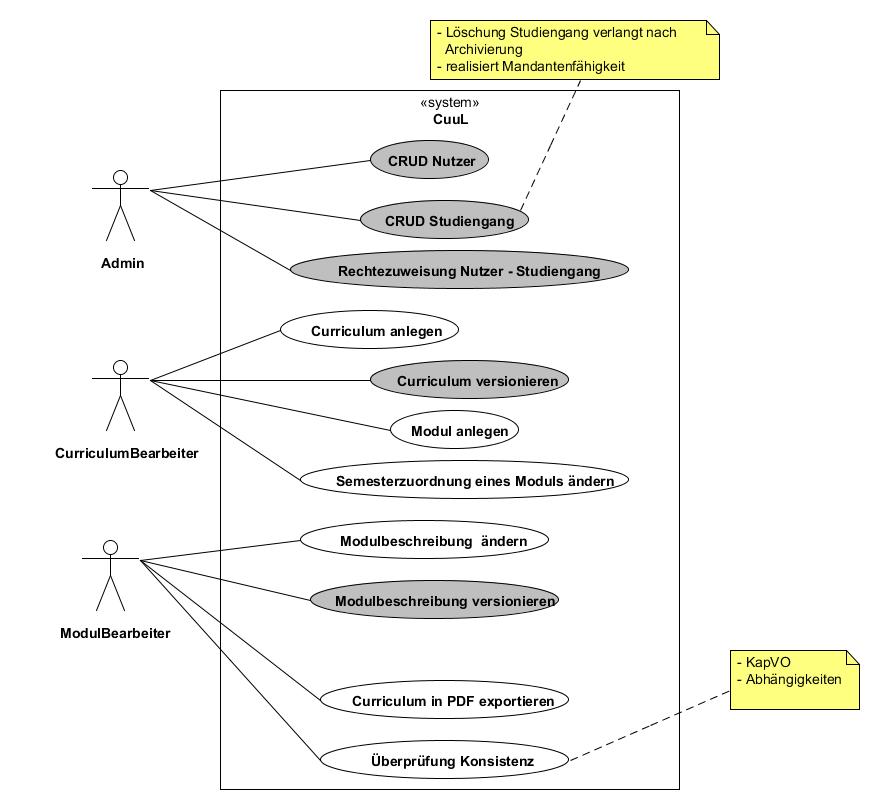 - Löschung Studiengang verlangt nach
Archivierung
- realisiert Mandantenfähigkeit
«system»
CuuL
CRUD Nutzer
CRUD Studiengang
Admin
Rechtezuweisung Nutzer - Studiengang
Curriculum anlegen
Curriculum versionieren
Modul anlegen
CurriculumBearbeiter
Semesterzuordnung eines Moduls ändern
Modulbeschreibung  ändern
Modulbeschreibung versionieren
ModulBearbeiter
- KapVO
- Abhängigkeiten
Curriculum in PDF exportieren
Überprüfung Konsistenz